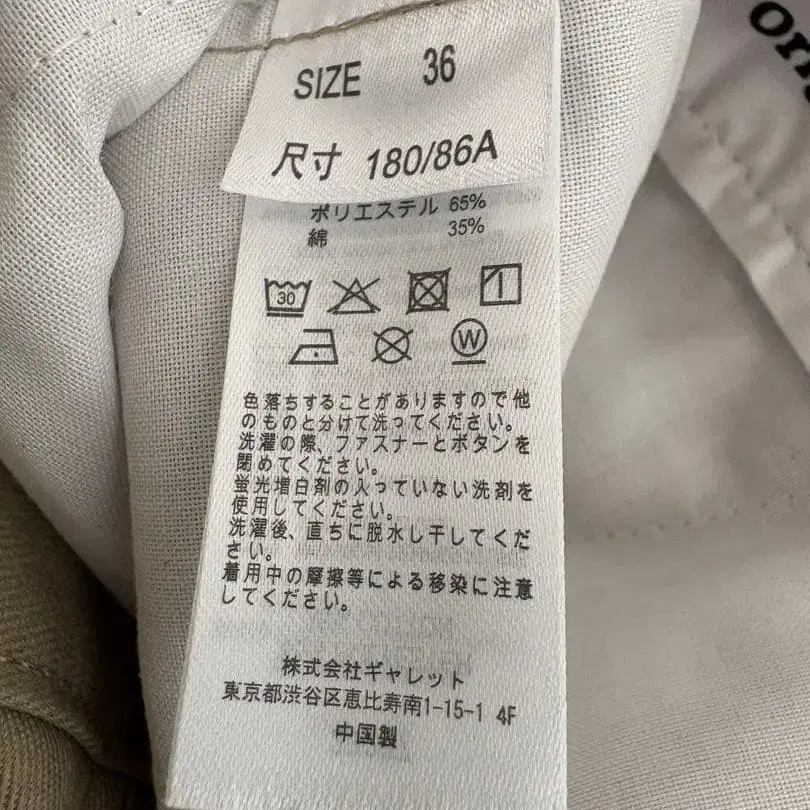 SIZE 36
尺寸 180/86A
ポリエステル 65%
綿 35%
30
W
色落ちすることがありますので他
のものと分けて洗ってください。
洗濯の際、ファスナーとボタンを
閉めてください。
蛍光増白剤の入っていない洗剤を
使用してください。
洗濯後、直ちに脱水し干してくだ
さい。
着用中の摩擦等による移染に注意
してください。
株式会社ギャレット
東京都渋谷区恵比寿南1-15-1 4F
中国製